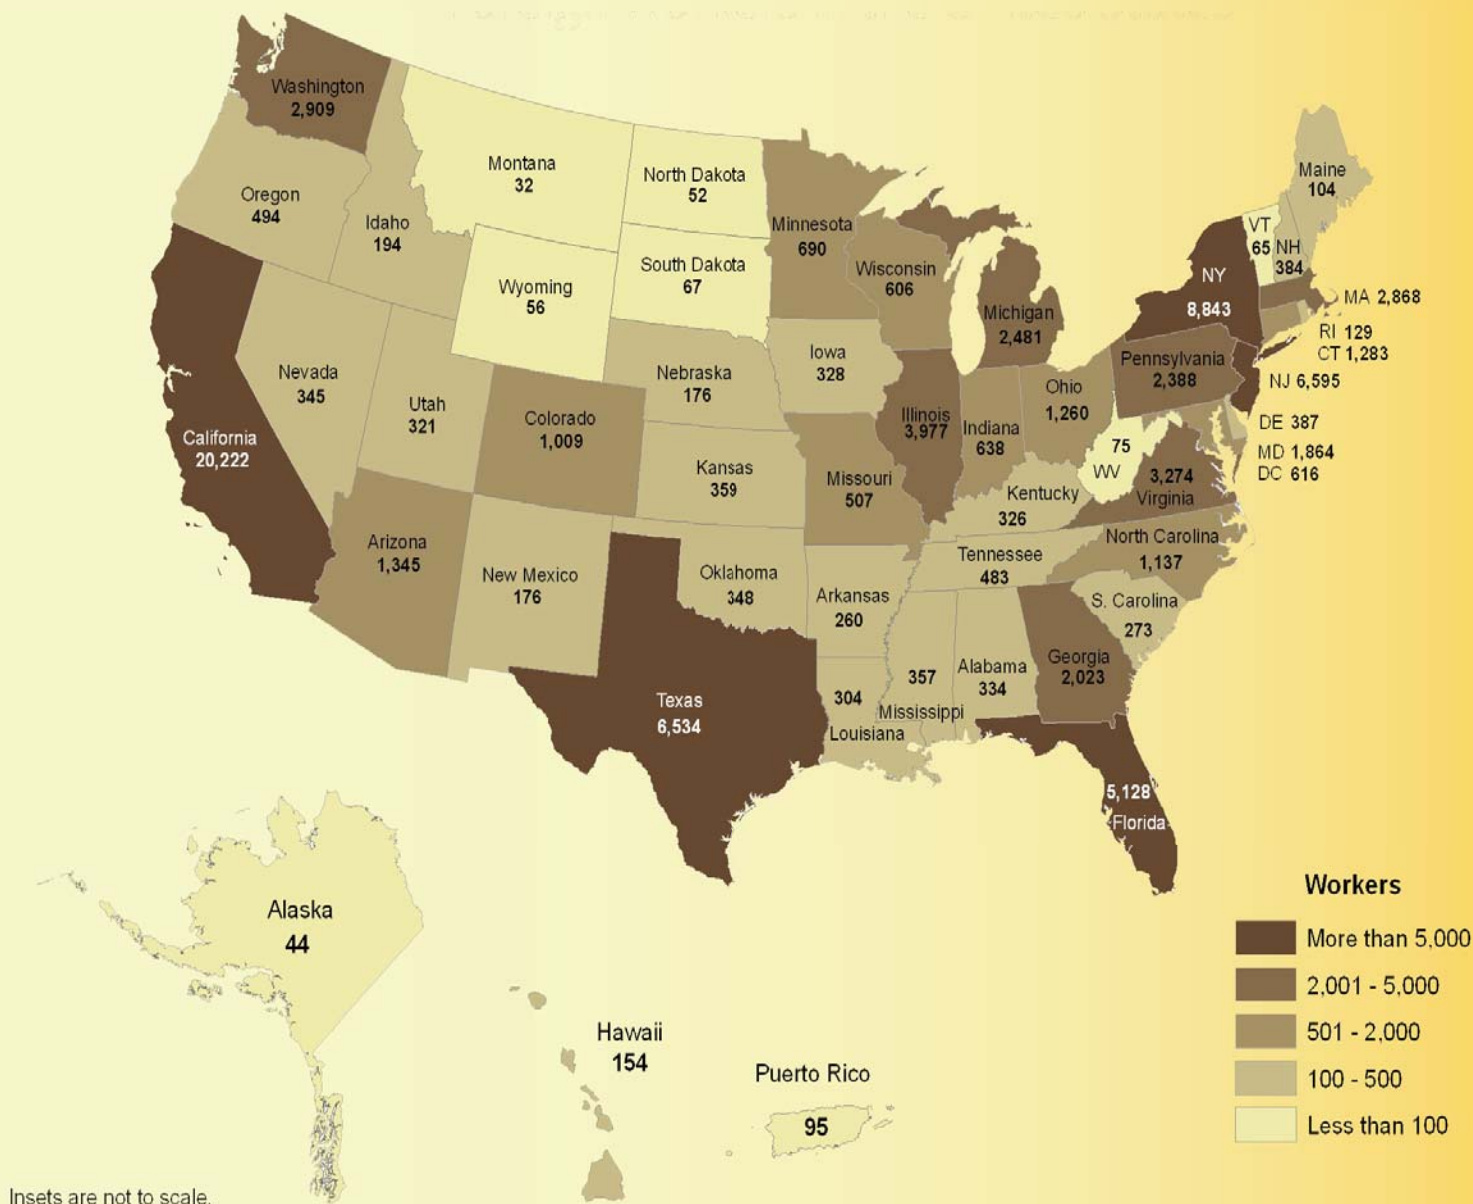 Washington
2,909
Oregon
494
Idaho
194
Montana
32
North Dakota
52
South Dakota
67
Wyoming
56
Minnesota
690
Wisconsin
606
Michigan
2,481
Maine
104
VT
65
NH
384
NY
8,843
MA 2,868
RI 129
CT 1,283
NJ 6,595
DE 387
MD 1,864
DC 616
California
20,222
Nevada
345
Utah
321
Colorado
1,009
Nebraska
176
Iowa
328
Illinois
3,977
Indiana
638
Ohio
1,260
Pennsylvania
2,388
75
WV
3,274
Virginia
Kansas
359
Missouri
507
Kentucky
326
Arizona
1,345
New Mexico
176
Oklahoma
348
Arkansas
260
Tennessee
483
North Carolina
1,137
S. Carolina
273
Texas
6,534
304
Louisiana
357
Mississippi
Alabama
334
Georgia
2,023
5,128
Florida
Alaska
44
Hawaii
154
Puerto Rico
95
Workers
More than 5,000
2,001 - 5,000
501 - 2,000
100 - 500
Less than 100
Insets are not to scale.